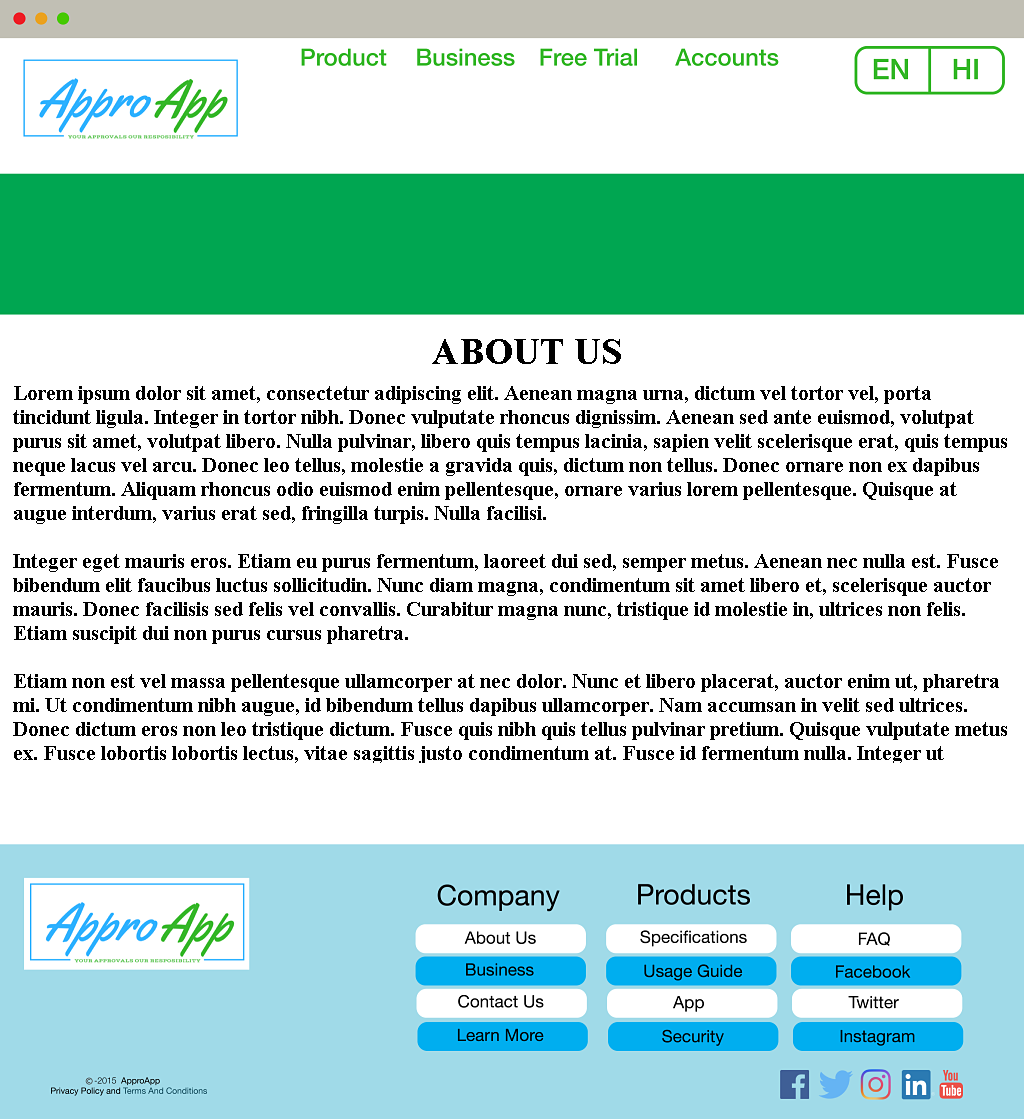 Product Business Free Trial Accounts EN HI
Appro App
YOUR APPROVALS OUR RESPOSIBILITY
ABOUT US
Lorem ipsum dolor sit amet, consectetur adipiscing elit. Aenean magna urna, dictum vel tortor vel, porta
tincidunt ligula. Integer in tortor nibh. Donec vulputate rhoncus dignissim. Aenean sed ante euismod, volutpat
purus sit amet, volutpat libero. Nulla pulvinar, libero quis tempus lacinia, sapien velit scelerisque erat, quis tempus
neque lacus vel arcu. Donec leo tellus, molestie a gravida quis, dictum non tellus. Donec ornare non ex dapibus
fermentum. Aliquam rhoncus odio euismod enim pellentesque, ornare varius lorem pellentesque. Quisque at
augue interdum, varius erat sed, fringilla turpis. Nulla facilisi.
Integer eget mauris eros. Etiam eu purus fermentum, laoreet dui sed, semper metus. Aenean nec nulla est. Fusce
bibendum elit faucibus luctus sollicitudin. Nunc diam magna, condimentum sit amet libero et, scelerisque auctor
mauris. Donec facilisis sed felis vel convallis. Curabitur magna nunc, tristique id molestie in, ultrices non felis.
Etiam suscipit dui non purus cursus pharetra.
Etiam non est vel massa pellentesque ullamcorper at nec dolor. Nunc et libero placerat, auctor enim ut, pharetra
mi. Ut condimentum nibh augue, id bibendum tellus dapibus ullamcorper. Nam accumsan in velit sed ultrices.
Donec dictum eros non leo tristique dictum. Fusce quis nibh quis tellus pulvinar pretium. Quisque vulputate metus
ex. Fusce lobortis lobortis lectus, vitae sagittis justo condimentum at. Fusce id fermentum nulla. Integer ut
Appro App
YOUR APPROVALS OUR RESPOSIBILITY
Company
About Us
Business
Contact Us
Learn More
Products
Specifications
Usage Guide
App
Security
Help
FAQ
Facebook
Twitter
Instagram
© -2015 ApproApp
Privacy Policy and Terms And Conditions
in
You
Tube